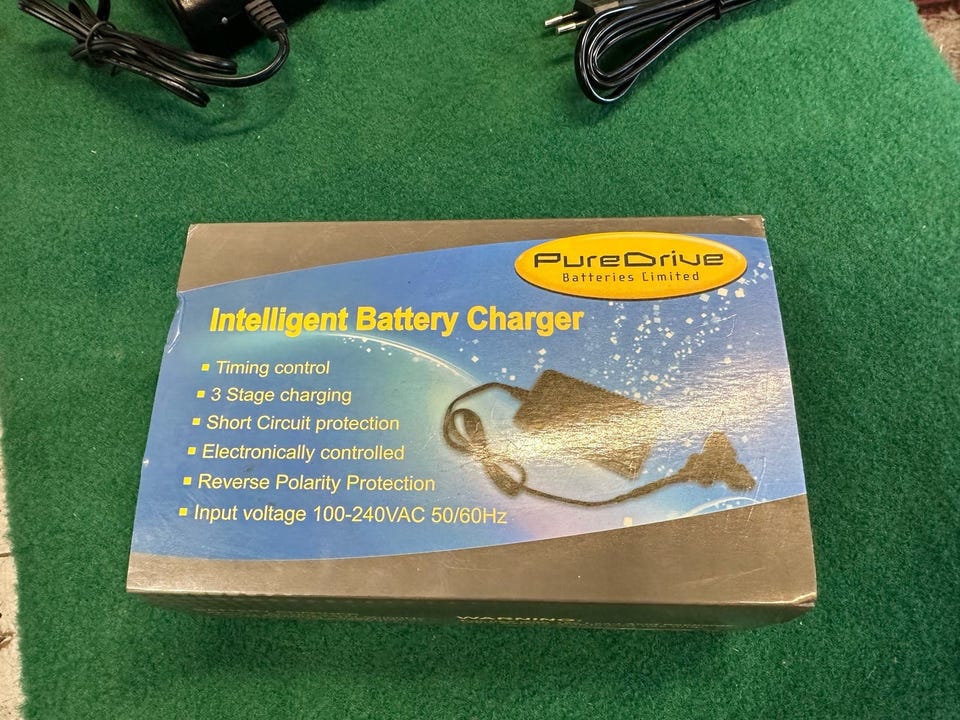 PureDrive
Batteries Limited
Intelligent Battery Charger
Timing control
3 Stage charging
Short Circuit protection
Electronically controlled
Reverse Polarity Protection
Input voltage 100-240VAC 50/60Hz
WARNING: